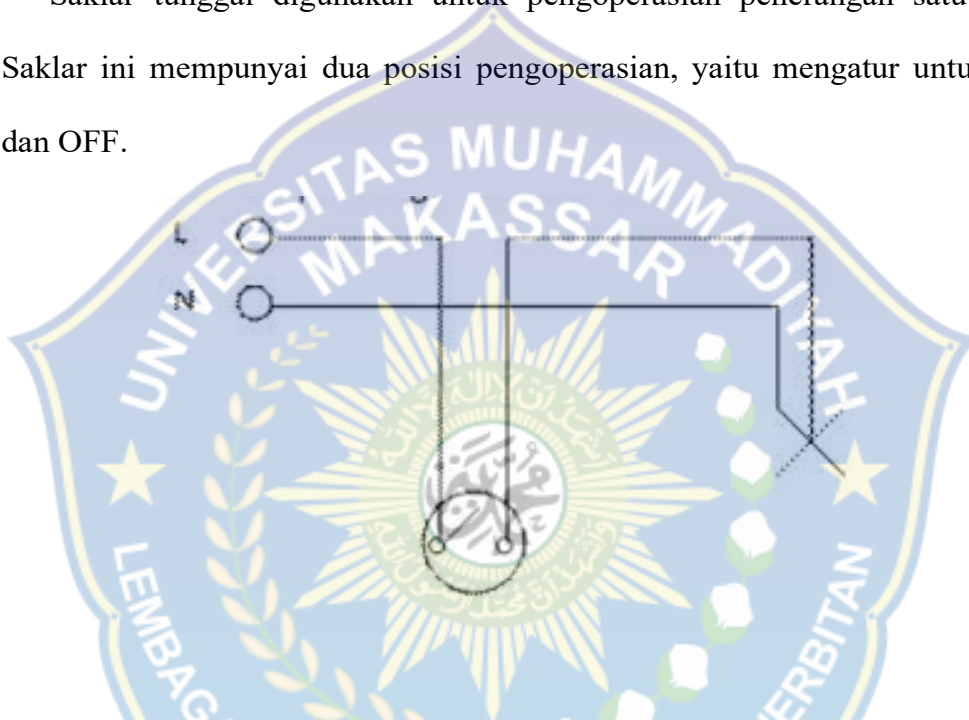 Saklar tunggal digunakan untuk pengoperasian penerangan satu
Saklar ini mempunyai dua posisi pengoperasian, yaitu mengatur
dan OFF.
UNIVERSITAS MUHAMMADIYAH
MAKASSAR
L
N